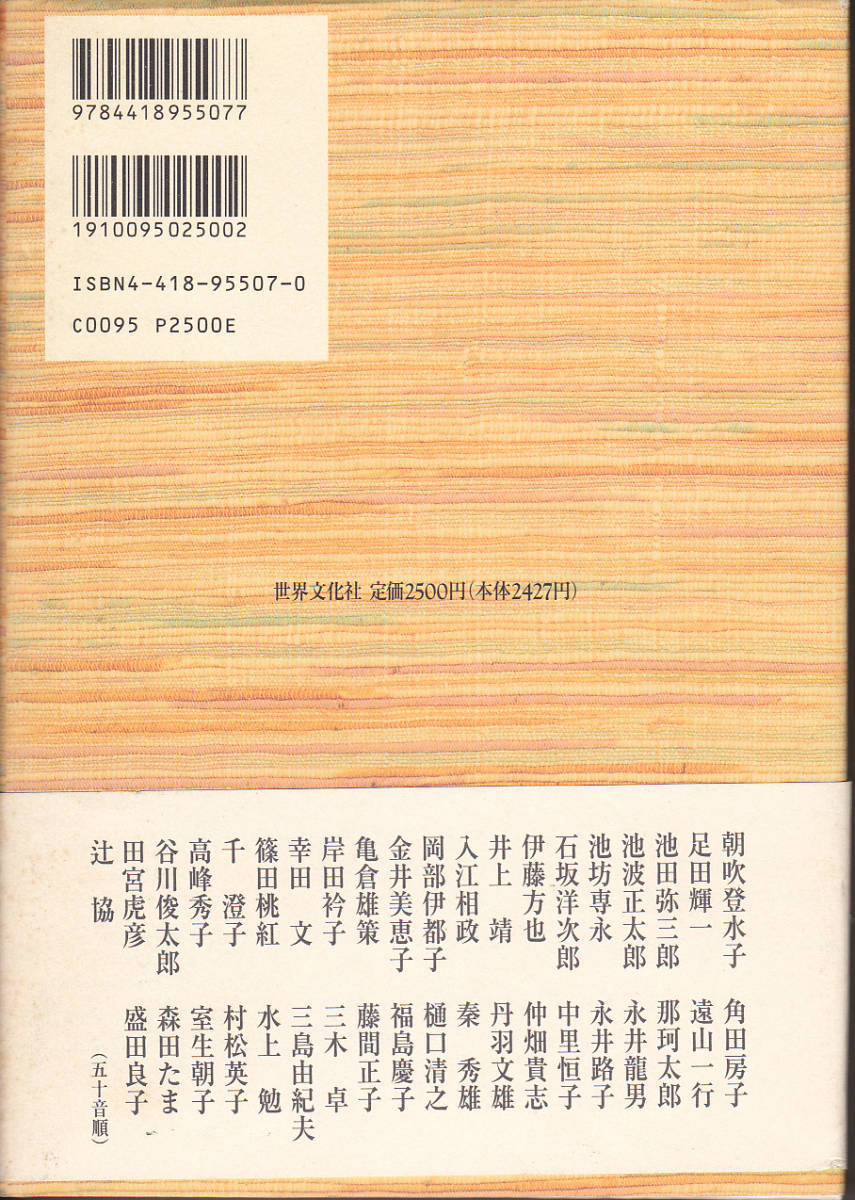 9784418955077
1910095025002
ISBN4-418-95507-0
C0095 P2500E
世界文化社 定価2500円(本体2427円)
朝吹登水子
足田輝一
池田弥三郎
池波正太郎
池坊専永
石坂洋次郎
伊藤方也
井上 靖
入江相政
岡部伊都子
金井美恵子
亀倉雄策
岸田衿子
幸田 文
篠田桃紅
千 澄子
高峰秀子
谷川俊太郎
田宮虎彦
辻 協
角田房子
遠山一行
那珂太郎
永井龍男
永井路子
中里恒子
仲畑貴志
丹羽文雄
秦 秀雄
樋口清之
福島慶子
藤間正子
三木 卓
三島由紀夫
水上 勉
村松英子
室生朝子
森田たま
盛田良子
(五十音順)